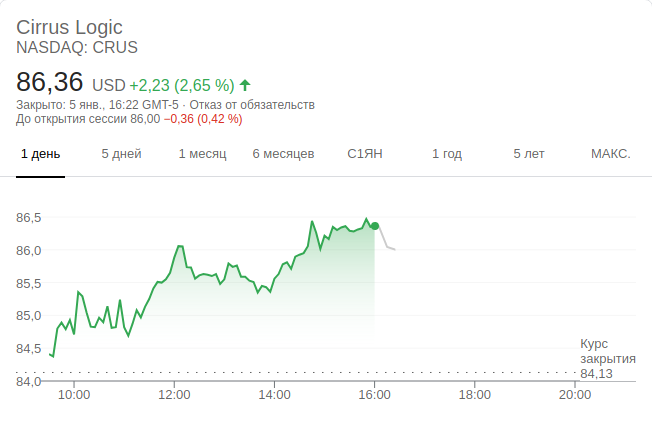 Cirrus Logic
NASDAQ: CRUS
86,36 USD +2,23 (2,65 %)
Закрыто: 5 янв., 16:22 GMT-5 · Отказ от обязательств
До открытия сессии 86,00 −0,36 (0,42 %)
1 день 5 дней 1 месяц 6 месяцев С1ЯН 1 год 5 лет МАКС.
86,5
86,0
85,5
85,0
84,5
84,0
Курс
закрытия
84,13
10:00 12:00 14:00 16:00 18:00 20:00